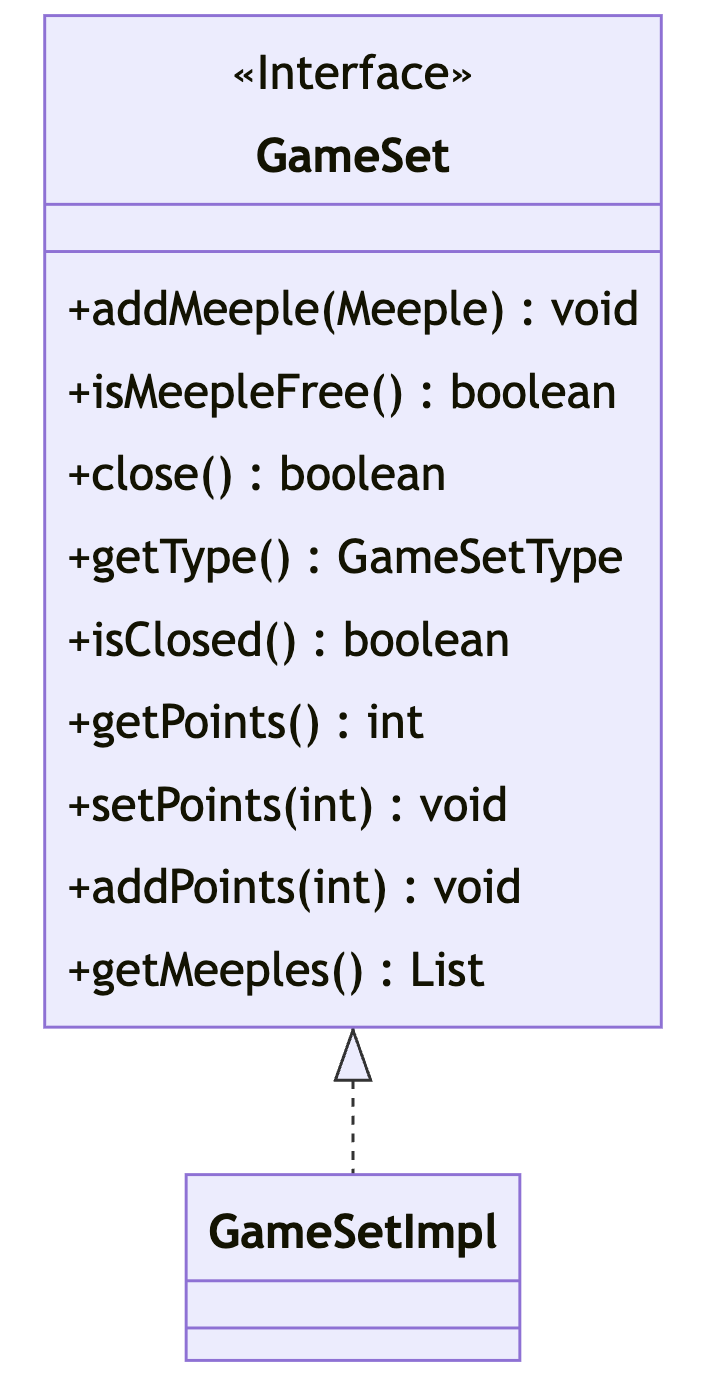 «Interface»
GameSet
+addMeeple(Meeple) : void
+isMeepleFree() : boolean
+close() : boolean
+getType() : GameSetType
+isClosed() : boolean
+getPoints() : int
+setPoints(int) : void
+addPoints(int) : void
+getMeeples() : List
GameSetImpl